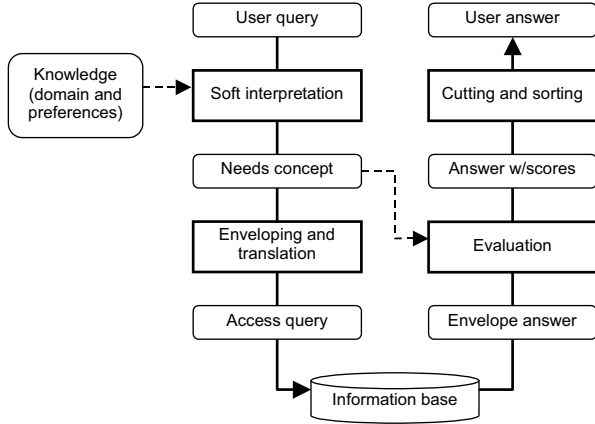 User query
User answer
Knowledge
(domain and
preferences)
Soft interpretation
Cutting and sorting
Needs concept
Answer w/scores
Enveloping and
translation
Evaluation
Access query
Envelope answer
Information base